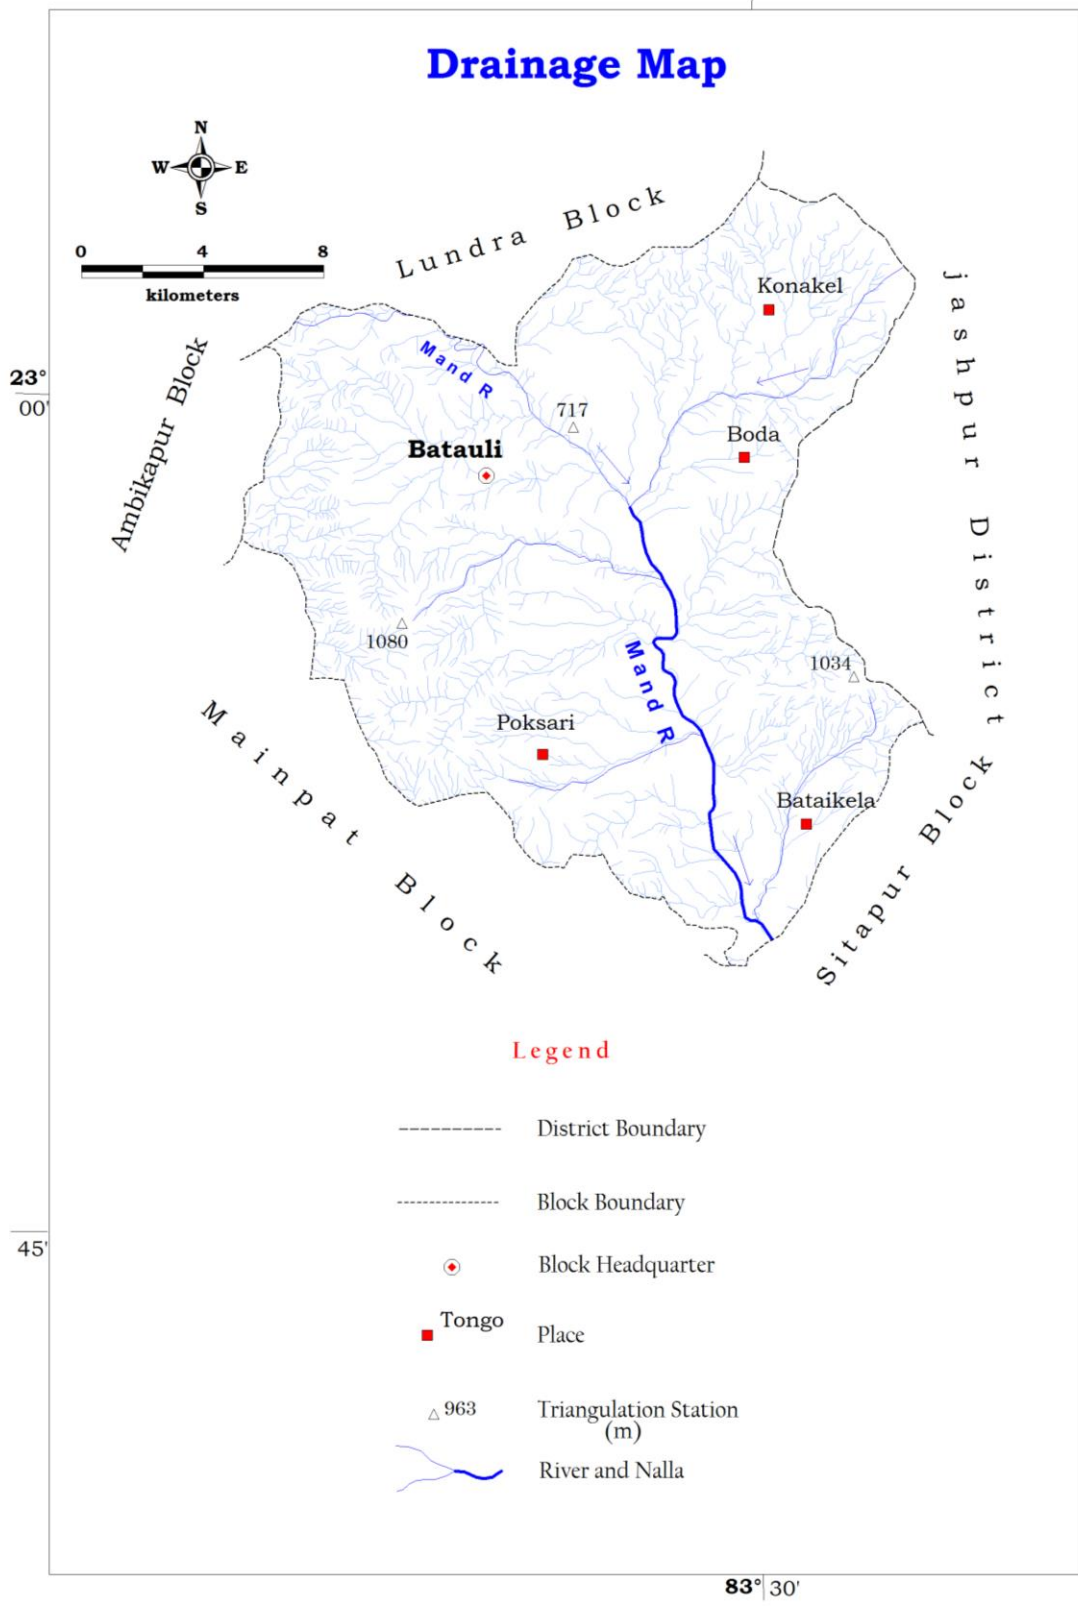 Drainage Map
N
W E
S
0 4 8
kilometers
Lundra Block
Konakel
jashpur District
Ambikapur Block
Mand R
23°
00'
717
Boda
Batauli
1080
Mand R
1034
Mainpat Block
Poksari
Bataikela
Sitapur Block
Legend
District Boundary
Block Boundary
Block Headquarter
Tongo
Place
963
Triangulation Station
(m)
River and Nalla
45'
83° 30'